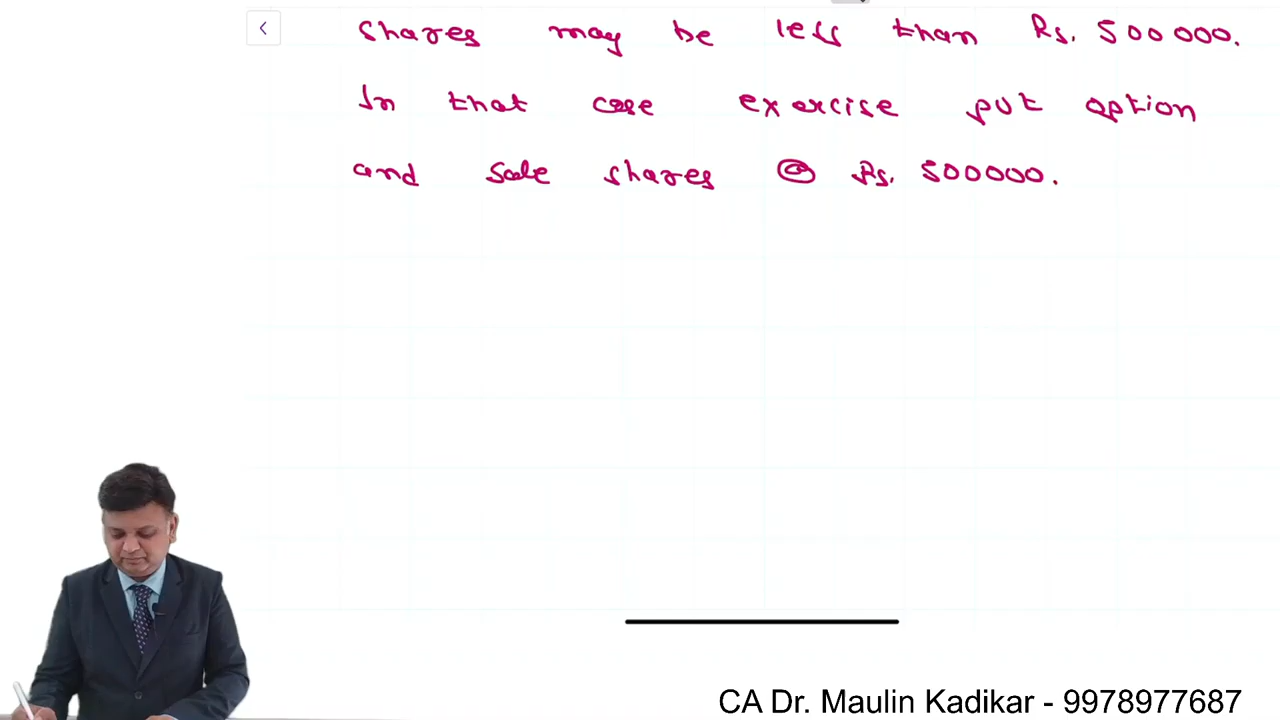 shares may be less than Rs. 500000.
In that case exercise put option
and sale shares @ Rs. 500000.
CA Dr. Maulin Kadikar - 9978977687